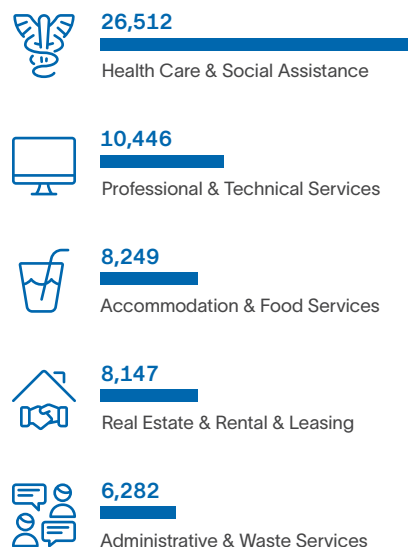 26,512
Health Care & Social Assistance
10,446
Professional & Technical Services
8,249
Accommodation & Food Services
8,147
Real Estate & Rental & Leasing
6,282
Administrative & Waste Services